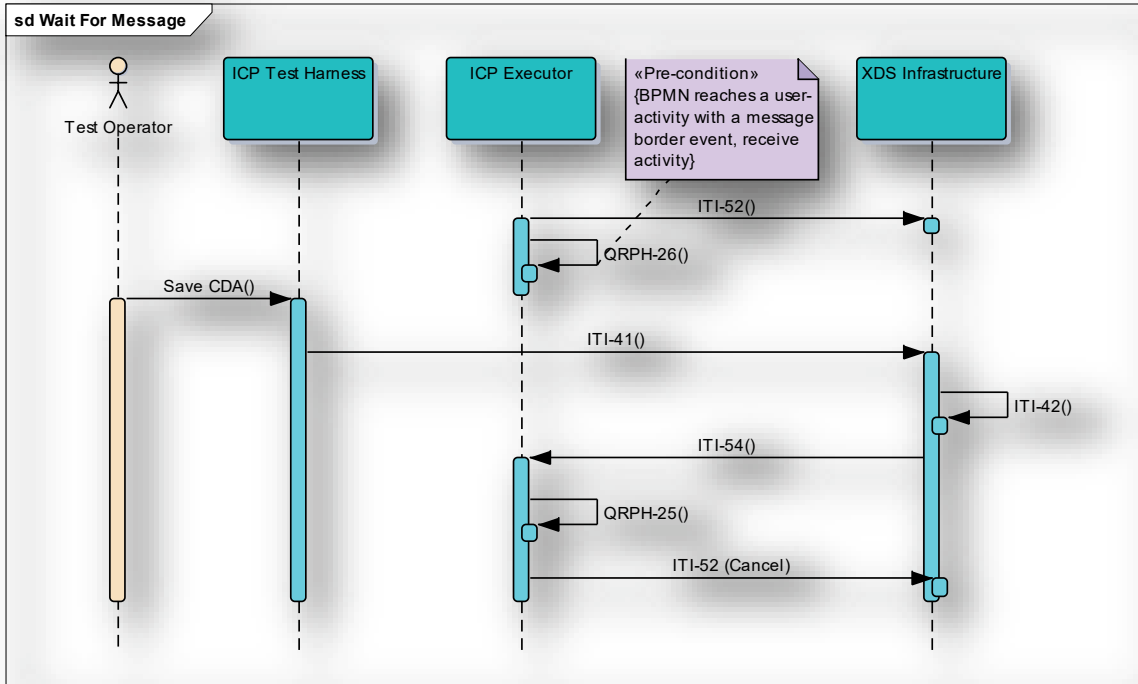 sd Wait For Message
Test Operator
ICP Test Harness
ICP Executor
«Pre-condition»
{BPMN reaches a user-
activity with a message
border event, receive
activity}
XDS Infrastructure
ITI-52()
QRPH-26()
Save CDA()
ITI-41()
ITI-42()
ITI-54()
QRPH-25()
ITI-52 (Cancel)